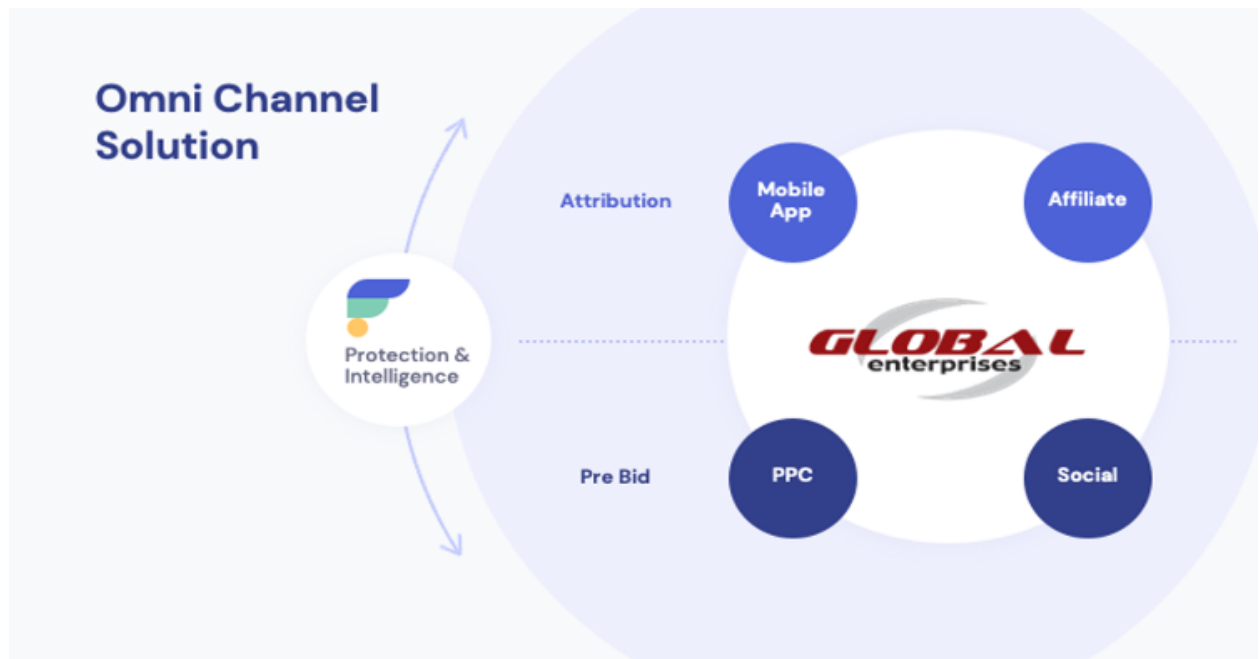 Omni Channel
Solution
Attribution
Mobile
App
Affiliate
Protection &
Intelligence
GLOBAL
enterprises
Pre Bid
PPC
Social